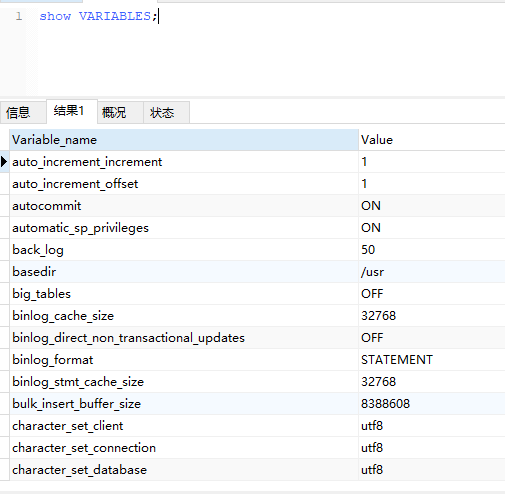 1 show VARIABLES;
信息 结果1 概况 状态
Variable_name Value
auto_increment_increment 1
auto_increment_offset 1
autocommit ON
automatic_sp_privileges ON
back_log 50
basedir /usr
big_tables OFF
binlog_cache_size 32768
binlog_direct_non_transactional_updates OFF
binlog_format STATEMENT
binlog_stmt_cache_size 32768
bulk_insert_buffer_size 8388608
character_set_client utf8
character_set_connection utf8
character_set_database utf8